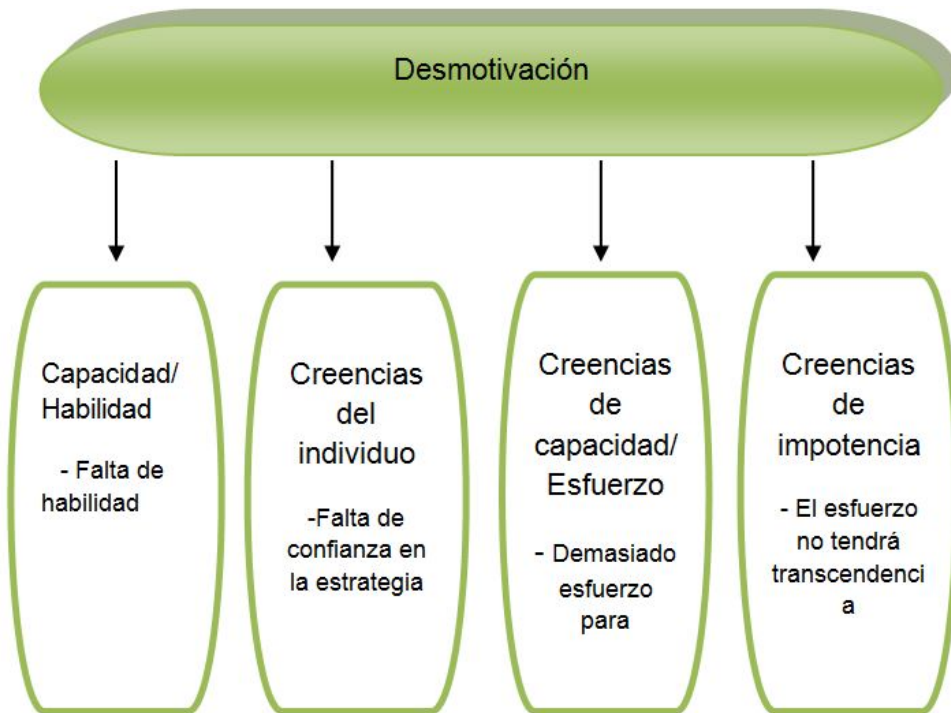 Desmotivación
Capacidad/
Habilidad
- Falta de
habilidad
Creencias
del
individuo
-Falta de
confianza en
la estrategia
Creencias
de
capacidad/
Esfuerzo
- Demasiado
esfuerzo
para
Creencias
de
impotencia
- El esfuerzo
no tendrá
transcendenci
a